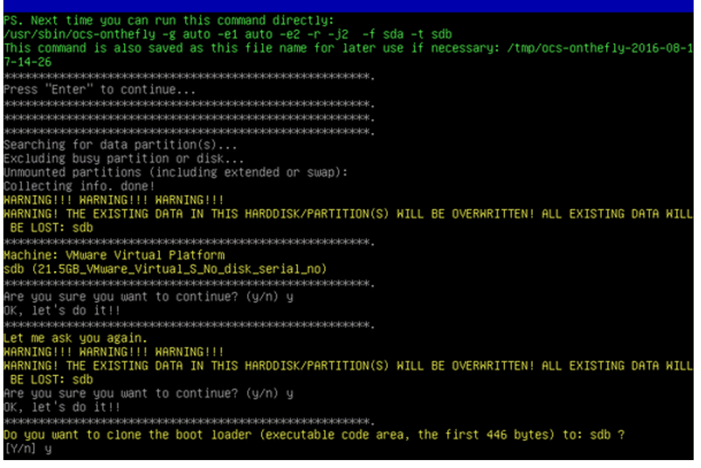 PS. Next time you can run this command directly:
/usr/sbin/ocs-onthefly -g auto -e1 auto -e2 -r -j2  -f sda -t sdb
This command is also saved as this file name for later use if necessary: /tmp/ocs-onthefly-2016-08-1
7-14-26
*****************************************************.
Press "Enter" to continue...
*****************************************************.
*****************************************************.
*****************************************************.
Searching for data partition(s)...
Excluding busy partition or disk...
Unmounted partitions (including extended or swap):
Collecting info. done!
WARNING!!! WARNING!!! WARNING!!!
WARNING! THE EXISTING DATA IN THIS HARDDISK/PARTITION(S) WILL BE OVERWRITTEN! ALL EXISTING DATA WILL
 BE LOST: sdb
*****************************************************.
Machine: VMware Virtual Platform
sdb (21.5GB_VMware_Virtual_S_No_disk_serial_no)
*****************************************************.
Are you sure you want to continue? (y/n) y
OK, let's do it!!
*****************************************************.
Let me ask you again.
WARNING!!! WARNING!!! WARNING!!!
WARNING! THE EXISTING DATA IN THIS HARDDISK/PARTITION(S) WILL BE OVERWRITTEN! ALL EXISTING DATA WILL
 BE LOST: sdb
Are you sure you want to continue? (y/n) y
OK, let's do it!!
*****************************************************.
Do you want to clone the boot loader (executable code area, the first 446 bytes) to: sdb ?
[Y/n] y